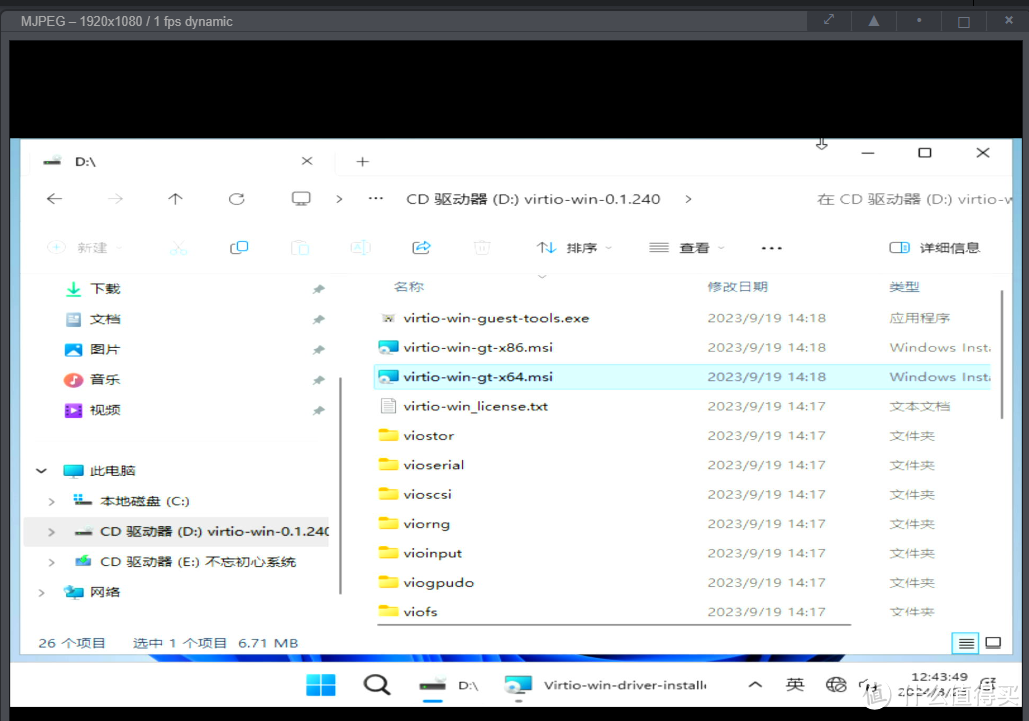 MJPEG – 1920x1080 / 1 fps dynamic
D:\
CD 驱动器 (D:) virtio-win-0.1.240
在 CD 驱动器 (D:) virtio-w
新建
排序
查看
详细信息
下载
文档
图片
音乐
视频
此电脑
本地磁盘 (C:)
CD 驱动器 (D:) virtio-win-0.1.240
CD 驱动器 (E:) 不忘初心系统
网络
名称 修改日期 类型
virtio-win-guest-tools.exe 2023/9/19 14:18 应用程序
virtio-win-gt-x86.msi 2023/9/19 14:18 Windows Inst
virtio-win-gt-x64.msi 2023/9/19 14:18 Windows Inst
virtio-win_license.txt 2023/9/19 14:17 文本文档
viostor 2023/9/19 14:17 文件夹
vioserial 2023/9/19 14:17 文件夹
vioscsi 2023/9/19 14:17 文件夹
viorng 2023/9/19 14:17 文件夹
vioinput 2023/9/19 14:17 文件夹
viogpudo 2023/9/19 14:17 文件夹
viofs 2023/9/19 14:17 文件夹
26 个项目 选中 1 个项目 6.71 MB
D:\
Virtio-win-driver-installe
英
12:43:49
值 什么值得买